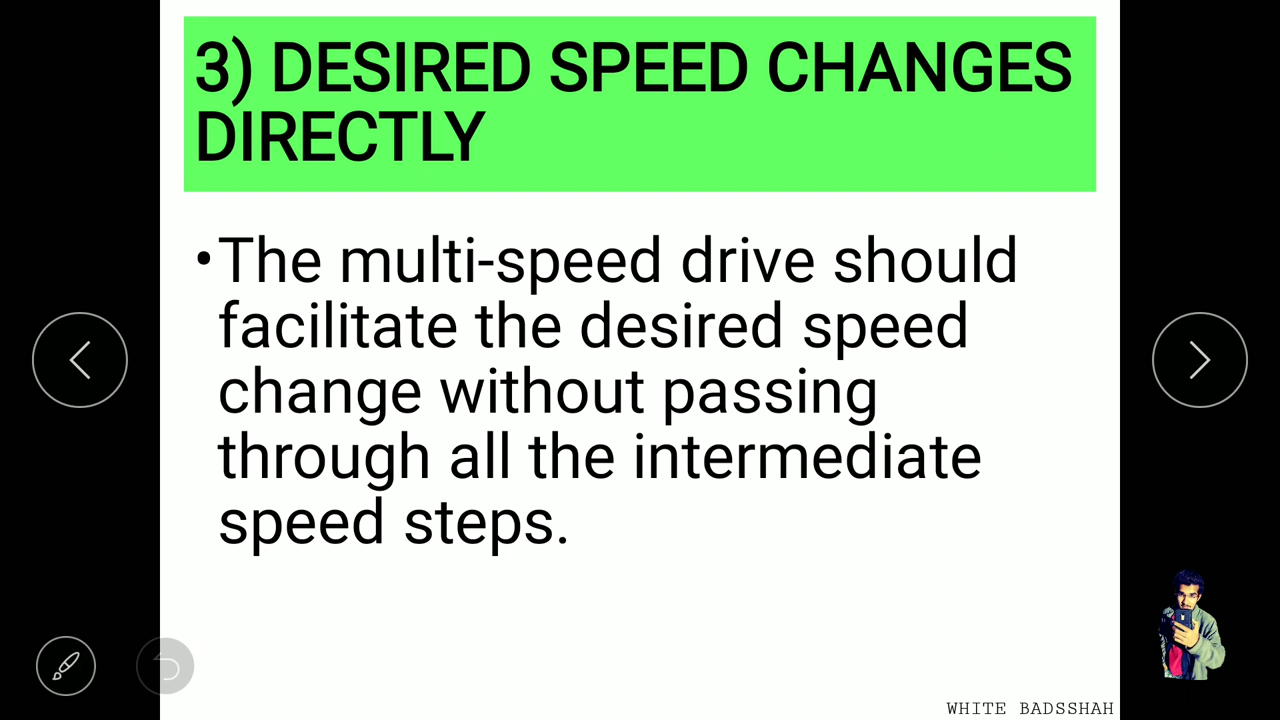 3) DESIRED SPEED CHANGES
DIRECTLY
•The multi-speed drive should
facilitate the desired speed
change without passing
through all the intermediate
speed steps.
WHITE BADSSHAH